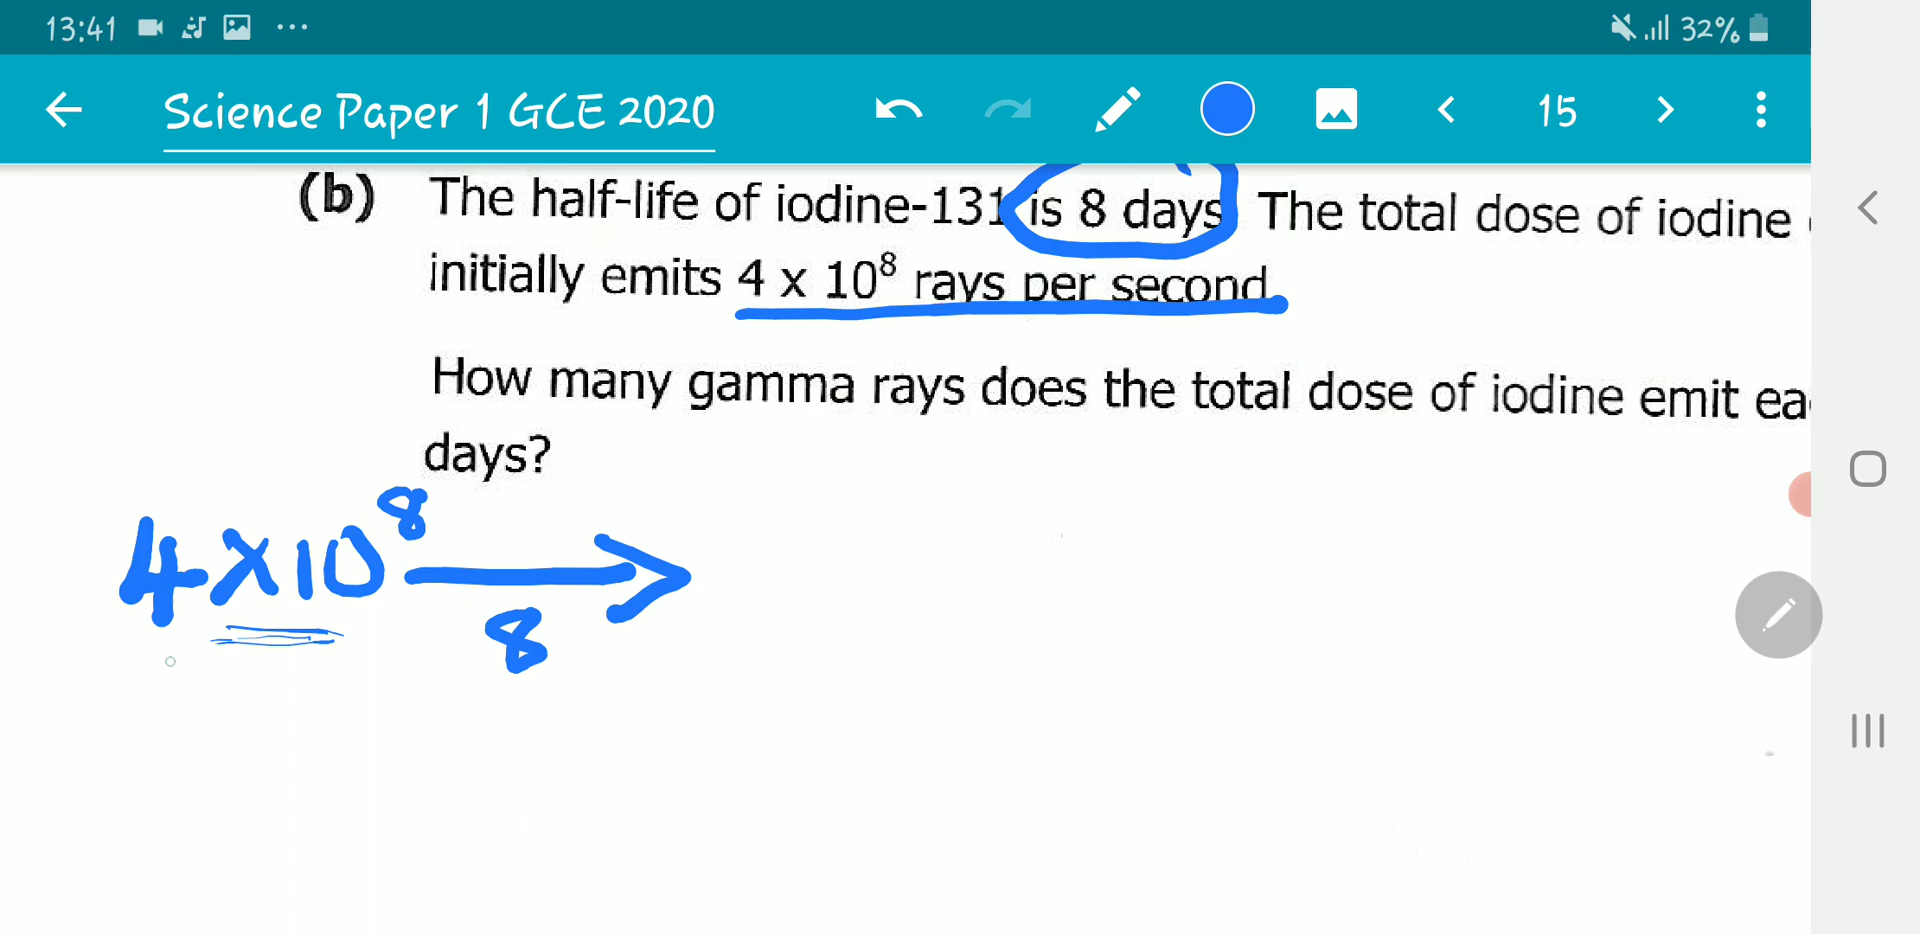 13:41 ... 32%
Science Paper 1 GCE 2020 15
(b) The half-life of iodine-131 is 8 days. The total dose of iodine
initially emits 4 x 10⁸ rays per second.
How many gamma rays does the total dose of iodine emit ea
days?
4×10⁸
8